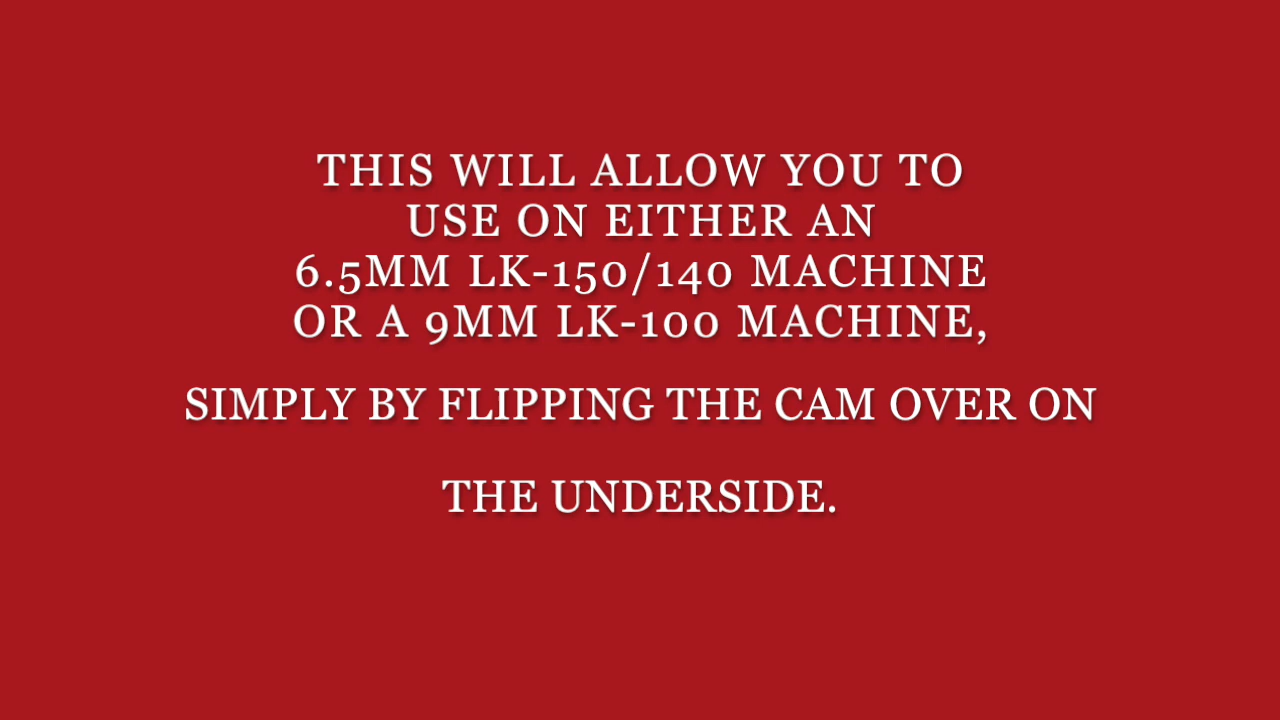 THIS WILL ALLOW YOU TO
USE ON EITHER AN
6.5MM LK-150/140 MACHINE
OR A 9MM LK-100 MACHINE,
SIMPLY BY FLIPPING THE CAM OVER ON
THE UNDERSIDE.